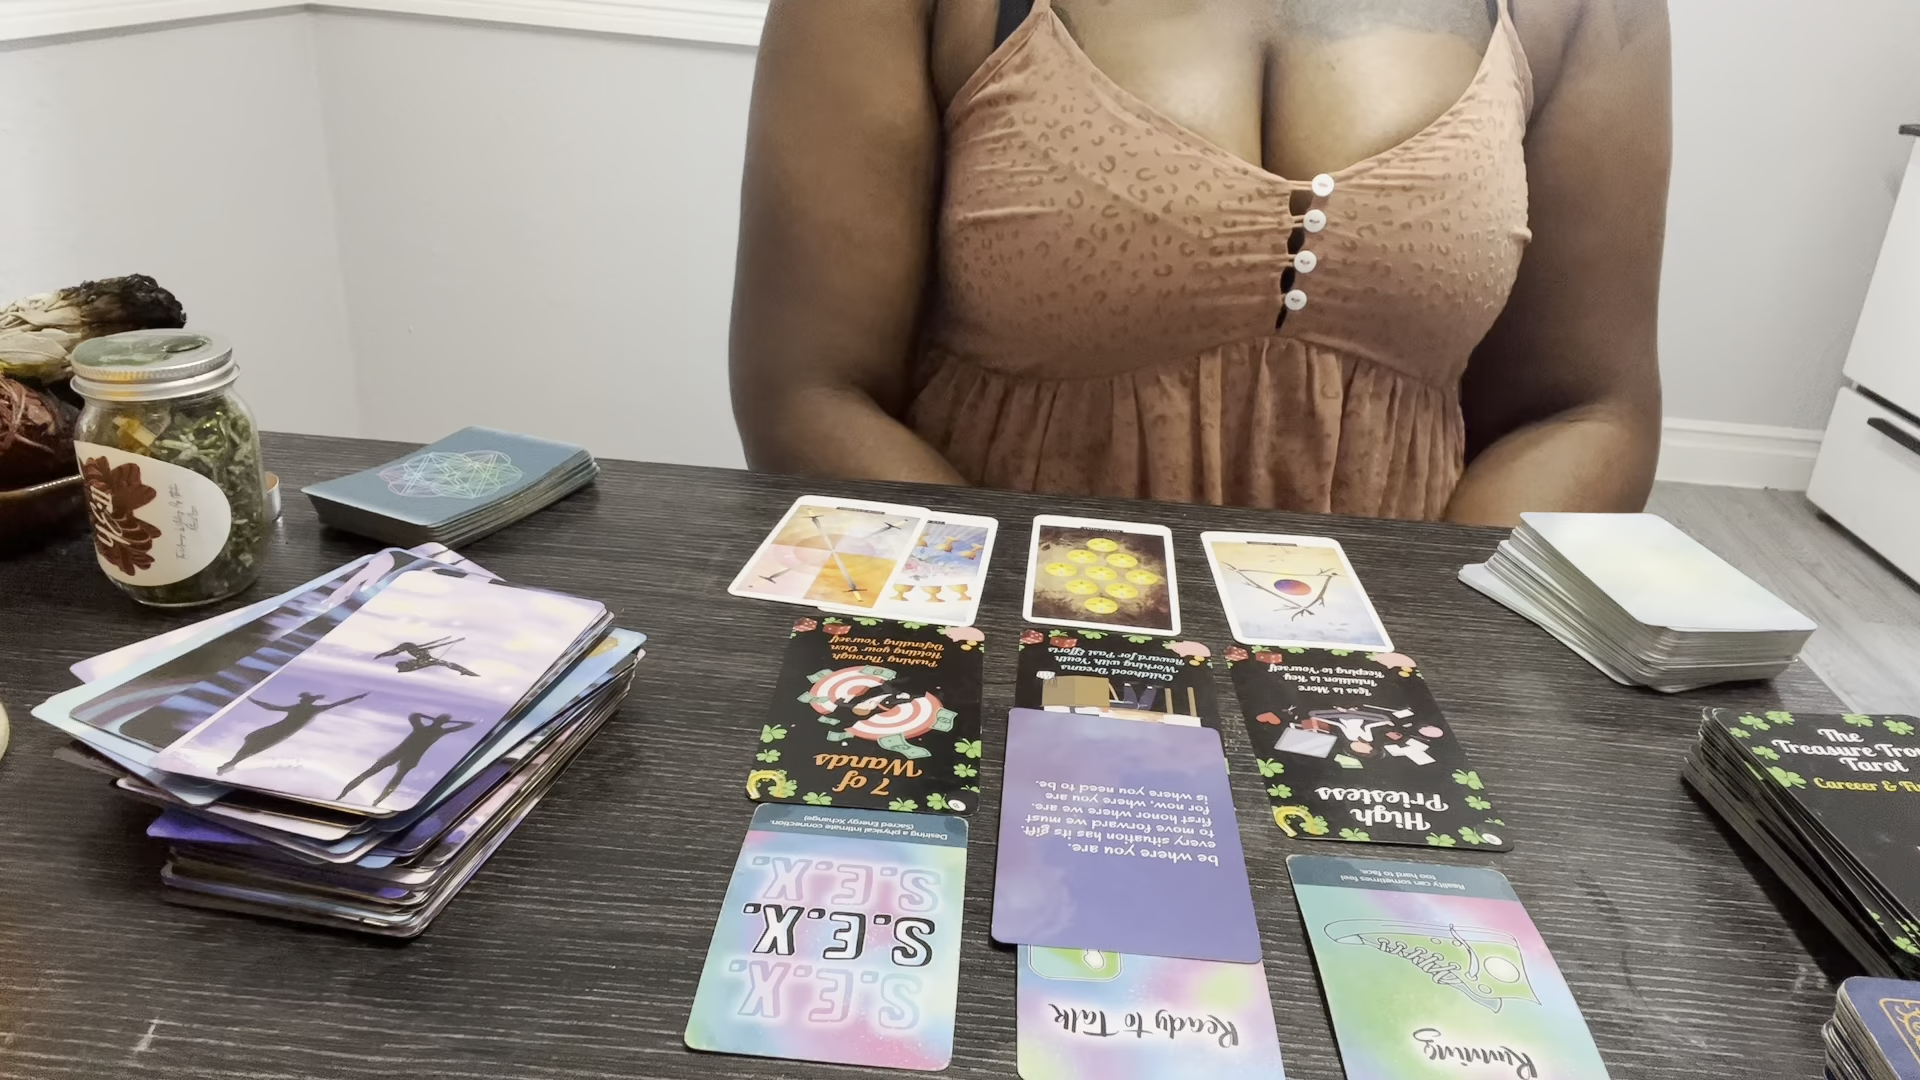 Pushing Through
Holding your Own
Defending Yourself
7 of
Wands
Childhood Dreams
Working with Youth
Reward for Past Efforts
Less is More
Intuition is Key
Keeping to Yourself
High
Priestess
Desiring a physical intimate connection.
(Sacred Energy Xchange)
S.E.X.
S.E.X.
S.E.X.
be where you are.
every situation has its gift.
to move forward we must
first honor where we are.
for now, where you are
is where you need to be.
Ready to Talk
Reality can sometimes feel
too hard to face.
Running
The
Treasure Tro
Tarot
Career & Fi